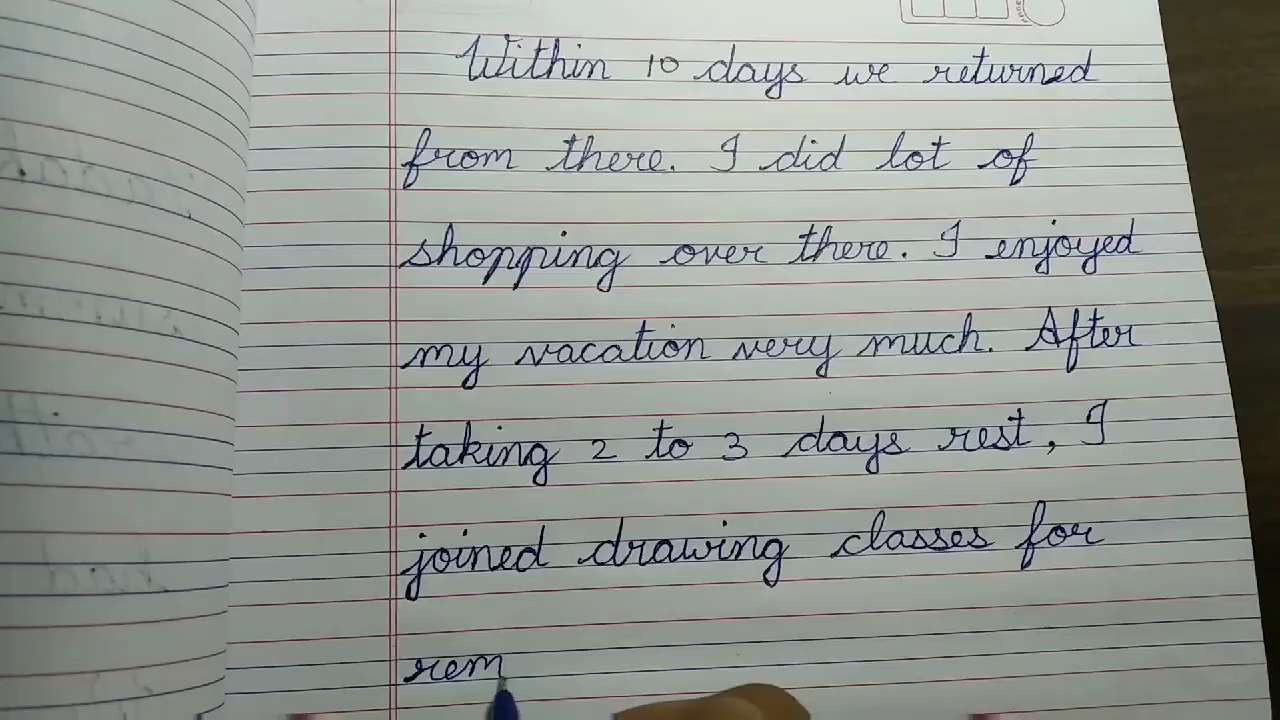 Within 10 days we returned
from there. I did lot of
shopping over there. I enjoyed
my vacation very much. After
taking 2 to 3 days rest, I
joined drawing classes for
rem